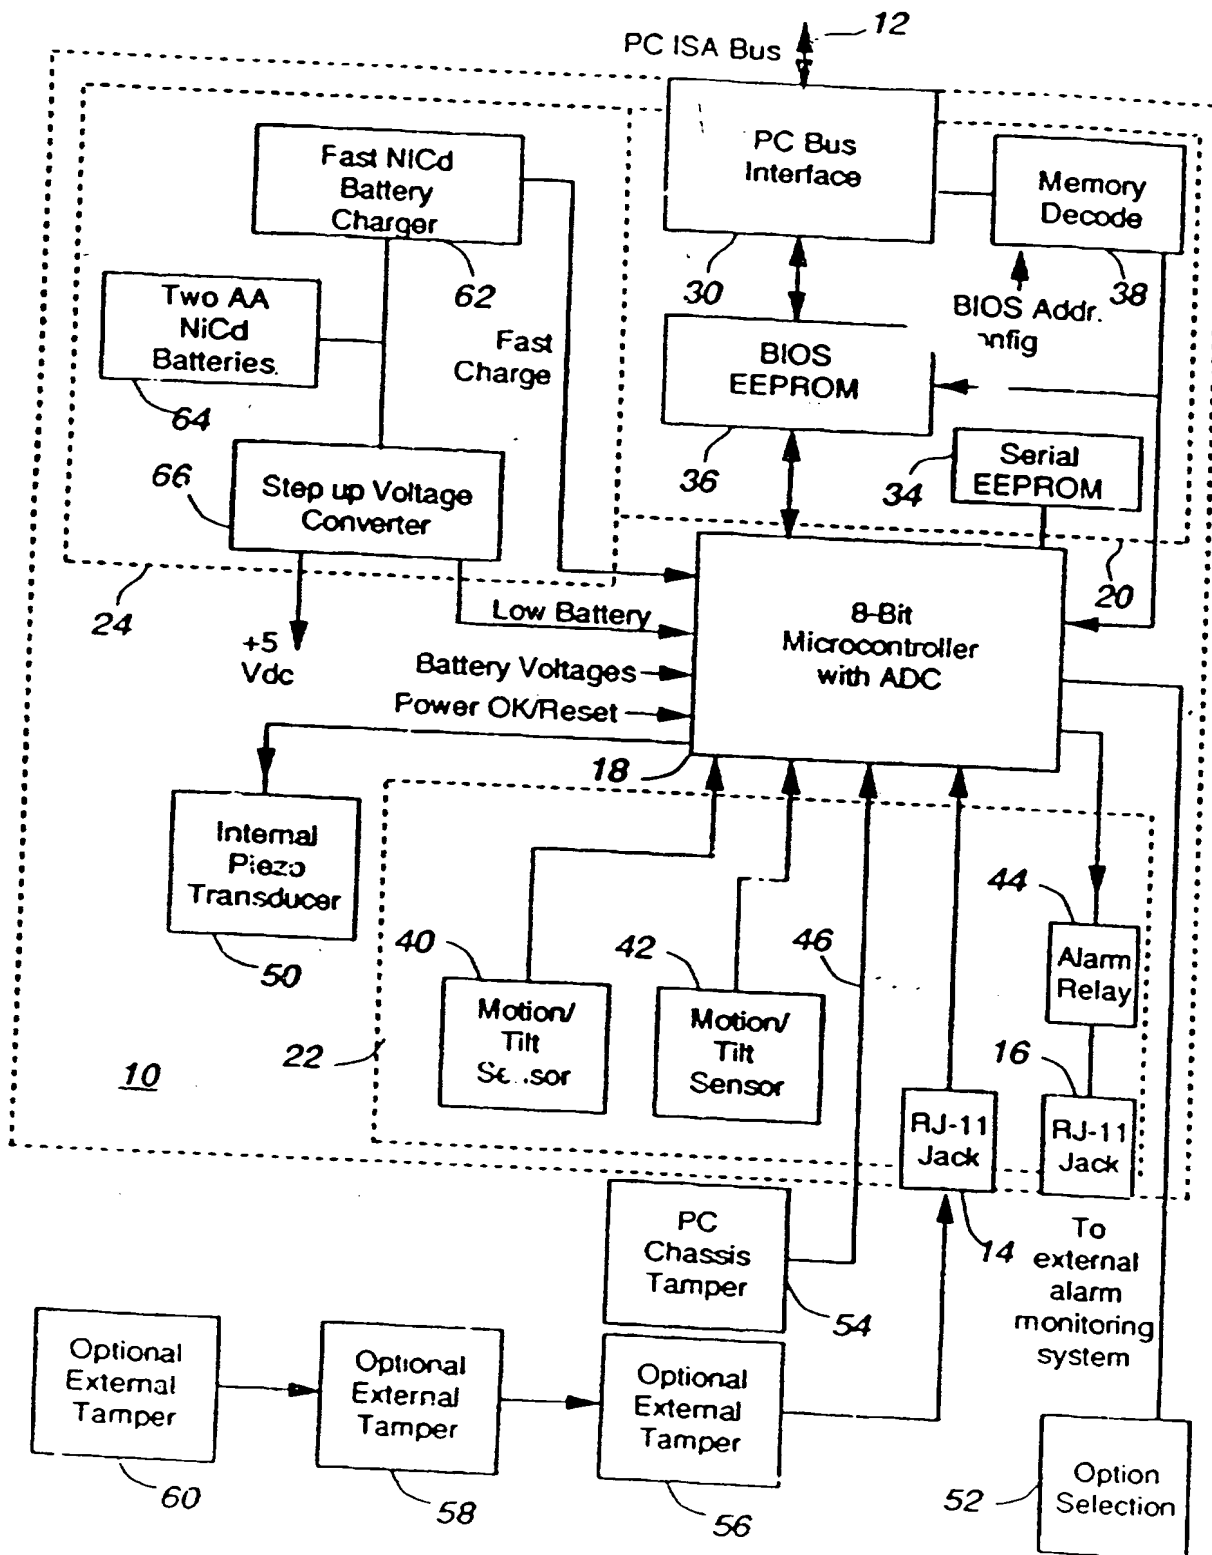 12
PC ISA Bus
Fast NiCd
Battery
Charger
62
PC Bus
Interface
30
Memory
Decode
38
Two AA
NiCd
Batteries
64
Fast
Charge
BIOS Addr.
BIOS
EEPROM
36
66
Step up Voltage
Converter
34
Serial
EEPROM
20
24
+5
Vdc
Low Battery
Battery Voltages
Power OK/Reset
8-Bit
Microcontroller
with ADC
18
Internal
Piezo
Transducer
50
40
Motion/
Tilt
42
Motion/
Tilt
Sensor
46
44
Alarm
Relay
22
10
16
RJ-11
Jack
RJ-11
Jack
14
PC
Chassis
Tamper
54
To
external
alarm
monitoring
system
Optional
External
Tamper
60
Optional
External
Tamper
58
Optional
External
Tamper
56
52
Option
Selection